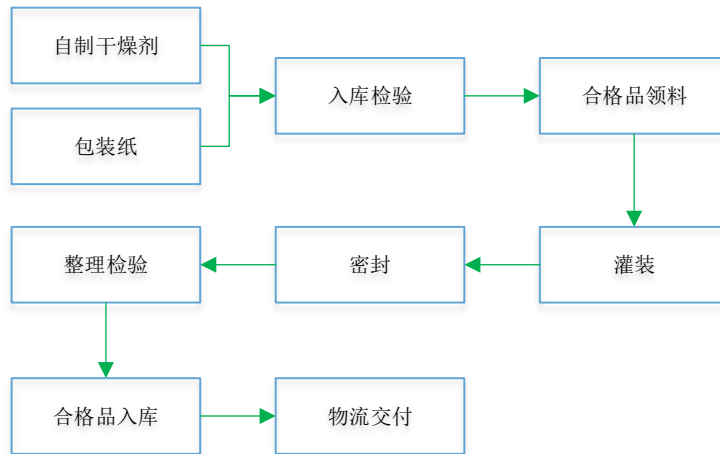 自制干燥剂
包装纸
入库检验
合格品领料
灌装
密封
整理检验
合格品入库
物流交付